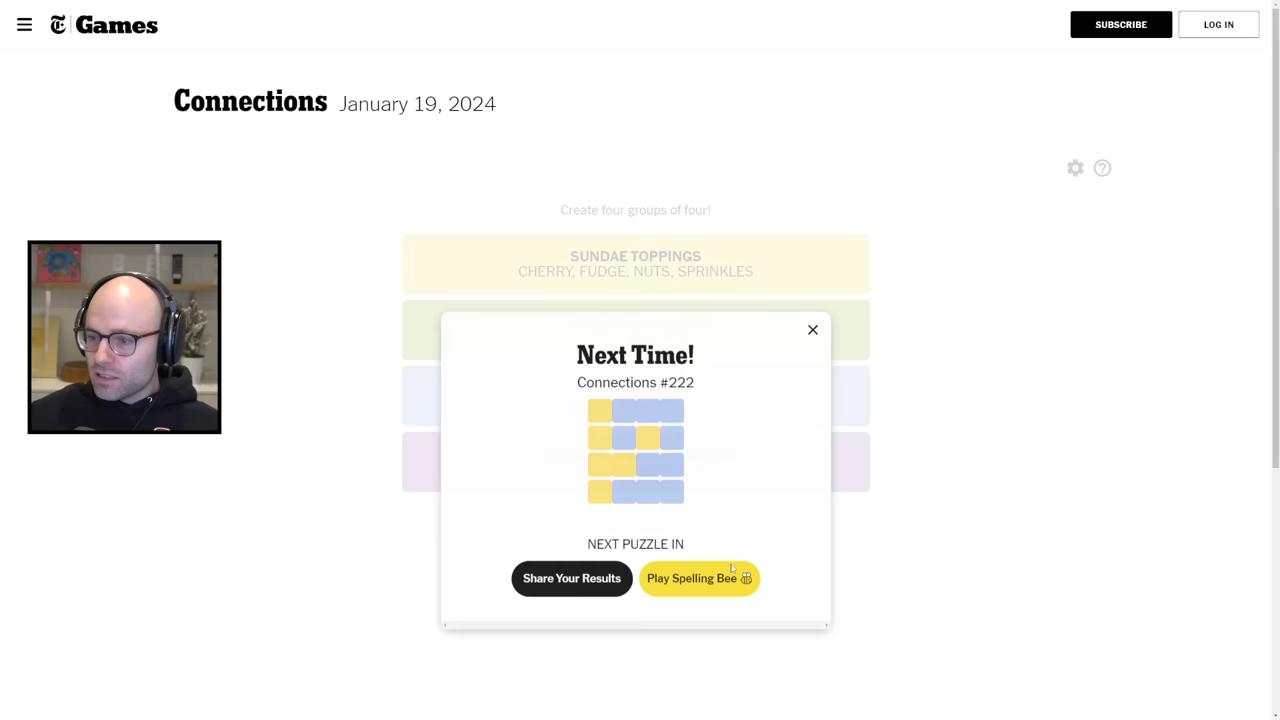 Games
SUBSCRIBE
LOG IN
Connections January 19, 2024
Create four groups of four!
SUNDAE TOPPINGS
CHERRY, FUDGE, NUTS, SPRINKLES
Next Time!
Connections #222
NEXT PUZZLE IN
Share Your Results
Play Spelling Bee